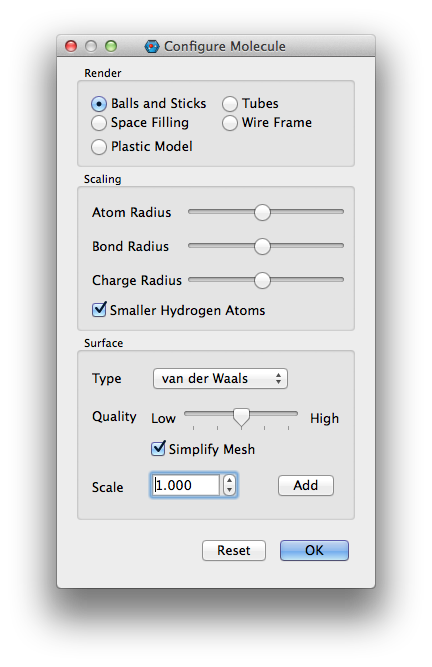 Configure Molecule
Render
Balls and Sticks Tubes
Space Filling Wire Frame
Plastic Model
Scaling
Atom Radius
Bond Radius
Charge Radius
Smaller Hydrogen Atoms
Surface
Type van der Waals
Quality Low High
Simplify Mesh
Scale 1.000 Add
Reset OK